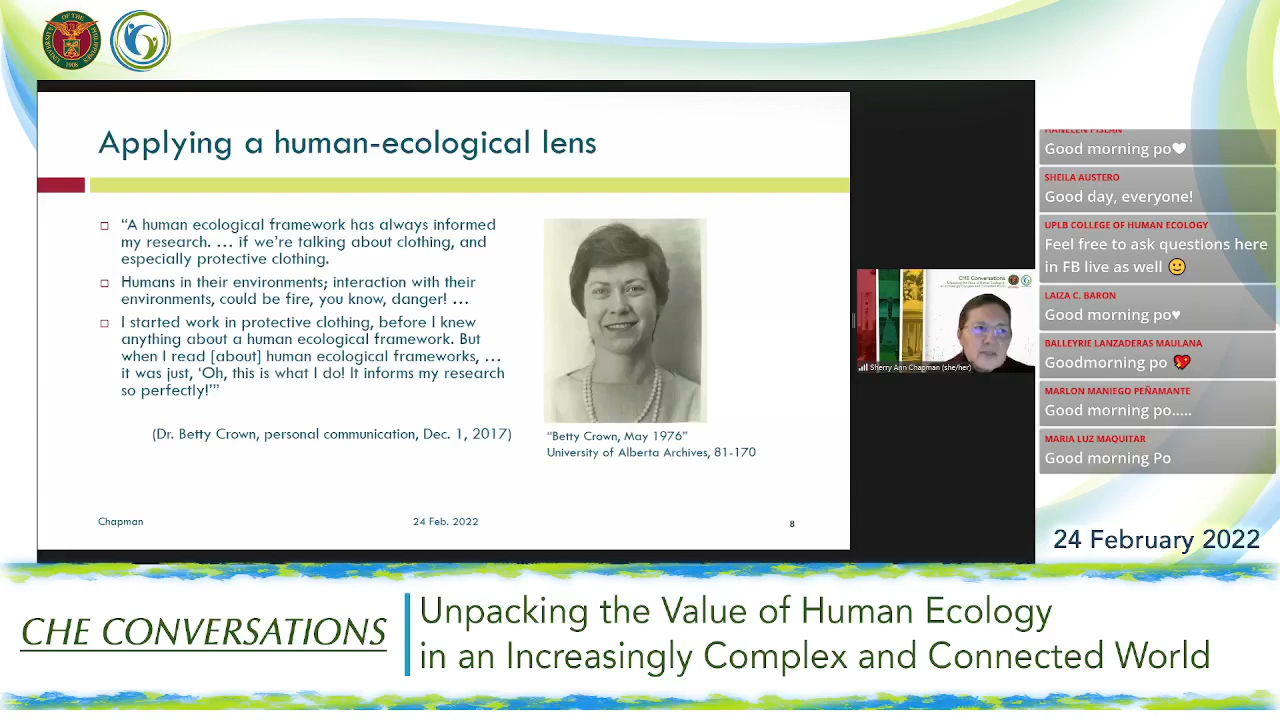 UNIVERSITY OF THE PHILIPPINES
1908
Applying a human-ecological lens
"A human ecological framework has always informed
my research. … if we're talking about clothing, and
especially protective clothing.
Humans in their environments; interaction with their
environments, could be fire, you know, danger! …
I started work in protective clothing, before I knew
anything about a human ecological framework. But
when I read [about] human ecological frameworks, …
it was just, 'Oh, this is what I do! It informs my research
so perfectly!'"
(Dr. Betty Crown, personal communication, Dec. 1, 2017)
"Betty Crown, May 1976"
University of Alberta Archives, 81-170
Chapman
24 Feb. 2022
8
CHE Conversations
Sherry Ann Chapman (she/her)
Good morning po🤍
SHEILA AUSTERO
Good day, everyone!
UPLB COLLEGE OF HUMAN ECOLOGY
Feel free to ask questions here
in FB live as well 🙂
LAIZA C. BARON
Good morning po♥
BALLEYRIE LANZADERAS MAULANA
Goodmorning po 💖
MARLON MANIEGO PEÑAMANTE
Good morning po.....
MARIA LUZ MAQUITAR
Good morning Po
24 February 2022
CHE CONVERSATIONS
Unpacking the Value of Human Ecology
in an Increasingly Complex and Connected World